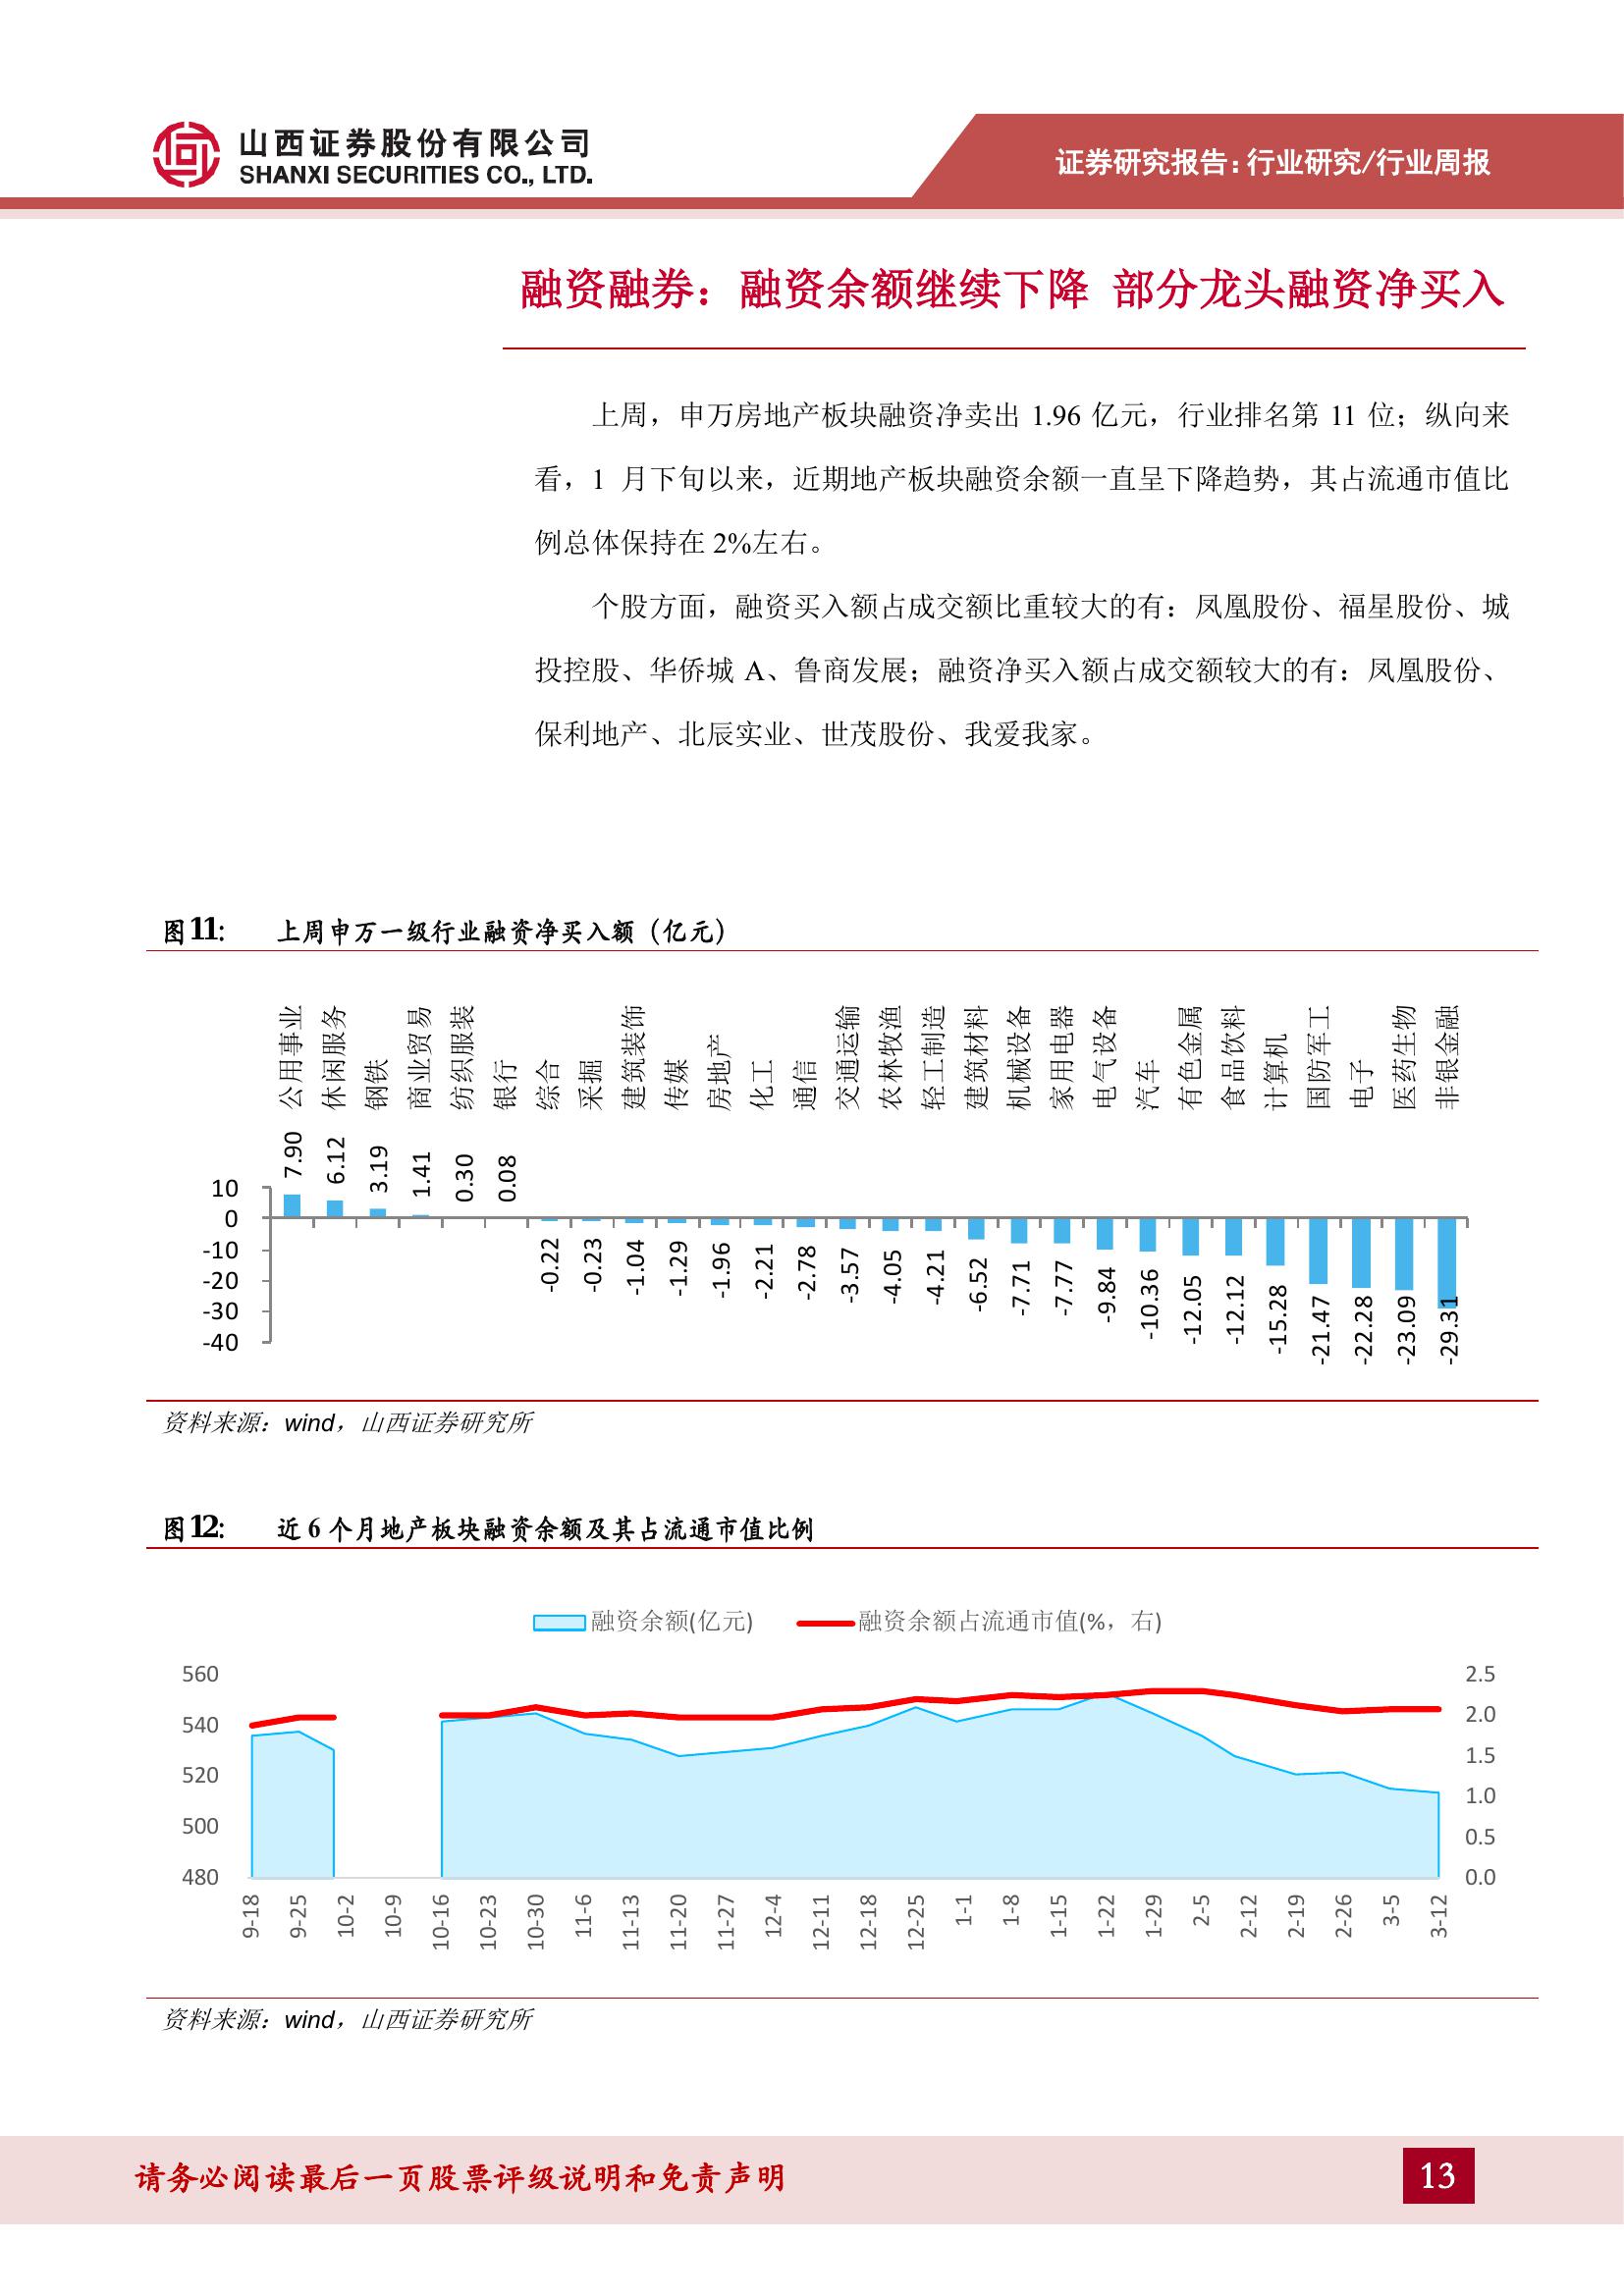 山西证券股份有限公司
SHANXI SECURITIES CO., LTD.
证券研究报告:行业研究/行业周报
融资融券：融资余额继续下降 部分龙头融资净买入
上周，申万房地产板块融资净卖出 1.96 亿元，行业排名第 11 位；纵向来
看，1 月下旬以来，近期地产板块融资余额一直呈下降趋势，其占流通市值比
例总体保持在 2%左右。
个股方面，融资买入额占成交额比重较大的有：凤凰股份、福星股份、城
投控股、华侨城 A、鲁商发展；融资净买入额占成交额较大的有：凤凰股份、
保利地产、北辰实业、世茂股份、我爱我家。
图11: 上周申万一级行业融资净买入额（亿元）
公用事业 休闲服务 钢铁 商业贸易 纺织服装 银行 综合 采掘 建筑装饰 传媒 房地产 化工 通信 交通运输 农林牧渔 轻工制造 建筑材料 机械设备 家用电器 电气设备 汽车 有色金属 食品饮料 计算机 国防军工 电子 医药生物 非银金融
7.90 6.12 3.19 1.41 0.30 0.08 -0.22 -0.23 -1.04 -1.29 -1.96 -2.21 -2.78 -3.57 -4.05 -4.21 -6.52 -7.71 -7.77 -9.84 -10.36 -12.05 -12.12 -15.28 -21.47 -22.28 -23.09 -29.31
10
0
-10
-20
-30
-40
资料来源：wind，山西证券研究所
图12: 近 6 个月地产板块融资余额及其占流通市值比例
融资余额(亿元) 融资余额占流通市值(%，右)
560 2.5
540 2.0
520 1.5
500 1.0
480 0.5
0.0
9-18 9-25 10-2 10-9 10-16 10-23 10-30 11-6 11-13 11-20 11-27 12-4 12-11 12-18 12-25 1-1 1-8 1-15 1-22 1-29 2-5 2-12 2-19 2-26 3-5 3-12
资料来源：wind，山西证券研究所
请务必阅读最后一页股票评级说明和免责声明 13